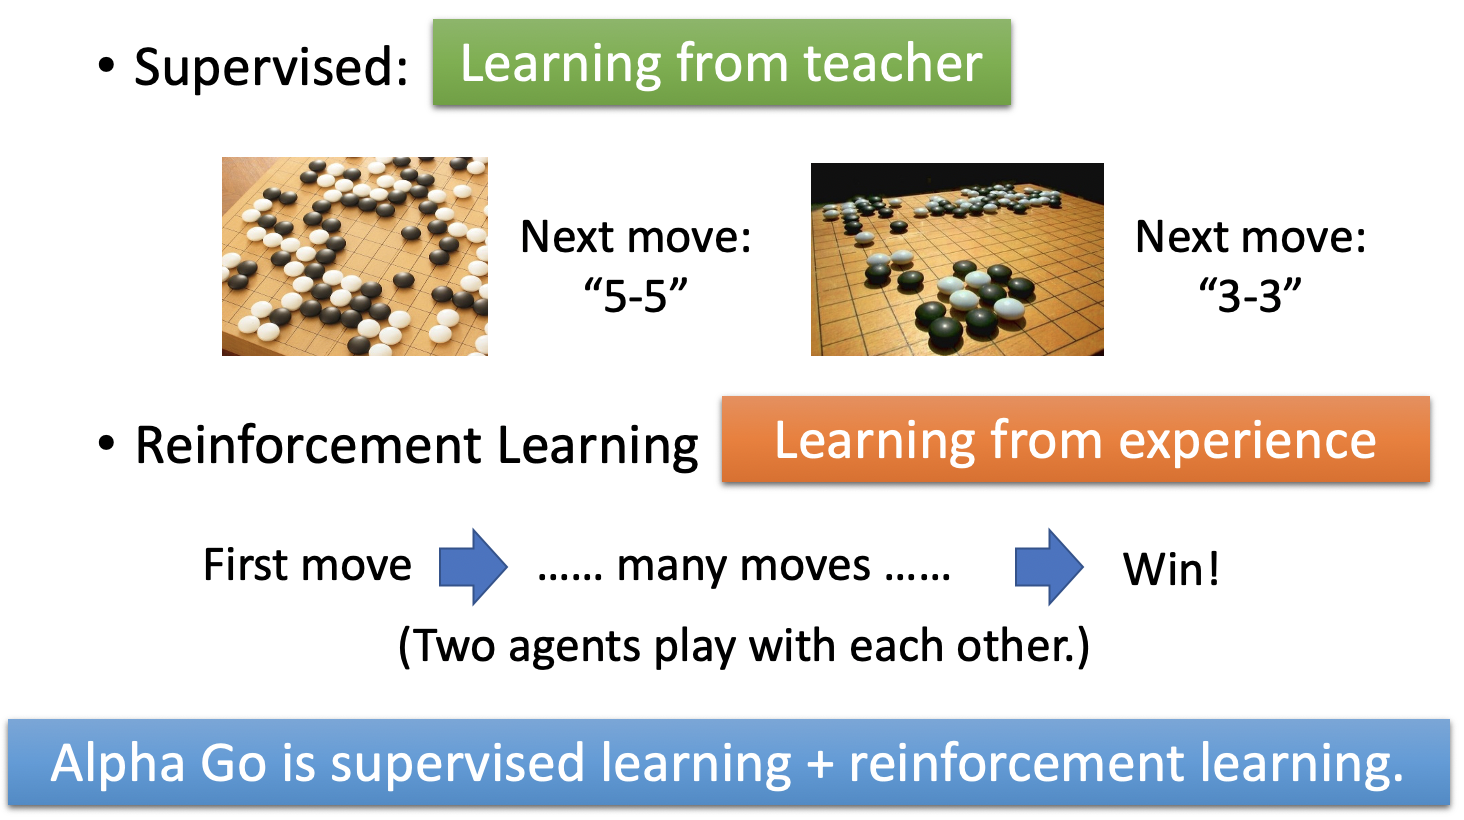 • Supervised: Learning from teacher
Next move:
“5-5”
Next move:
“3-3”
• Reinforcement Learning Learning from experience
First move …… many moves …… Win!
(Two agents play with each other.)
Alpha Go is supervised learning + reinforcement learning.